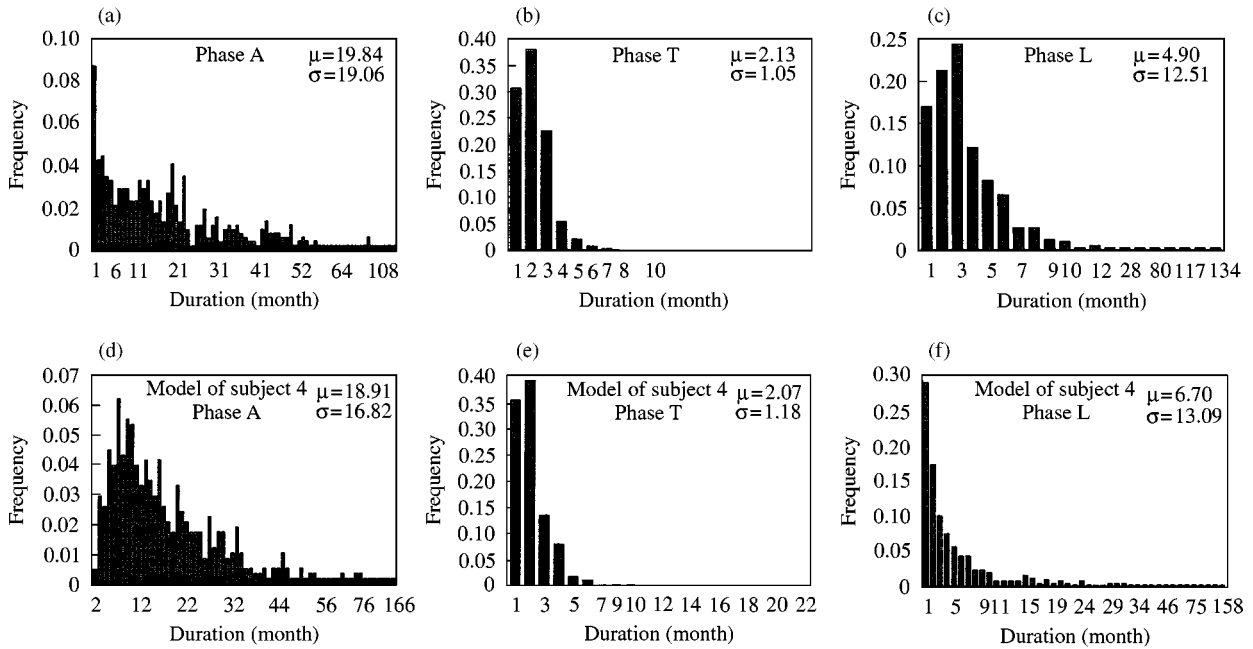 (a)
Phase A
μ=19.84
σ=19.06
Frequency
0.10
0.08
0.06
0.04
0.02
0
1 6 11 21 31 41 52 64 108
Duration (month)
(b)
Phase T
μ=2.13
σ=1.05
Frequency
0.40
0.35
0.30
0.25
0.20
0.15
0.10
0.05
0
1 2 3 4 5 6 7 8 10
Duration (month)
(c)
Phase L
μ=4.90
σ=12.51
Frequency
0.25
0.20
0.15
0.10
0.05
0
1 3 5 7 9 10 12 28 80 117 134
Duration (month)
(d)
Model of subject 4
Phase A
μ=18.91
σ=16.82
Frequency
0.07
0.06
0.05
0.04
0.03
0.02
0.01
0
2 12 22 32 44 56 76 166
Duration (month)
(e)
Model of subject 4
Phase T
μ=2.07
σ=1.18
Frequency
0.40
0.35
0.30
0.25
0.20
0.15
0.10
0.05
0
1 3 5 7 9 10 12 14 16 18 20 22
Duration (month)
(f)
Model of subject 4
Phase L
μ=6.70
σ=13.09
Frequency
0.30
0.25
0.20
0.15
0.10
0.05
0
1 5 9 11 15 19 24 29 34 46 75 158
Duration (month)